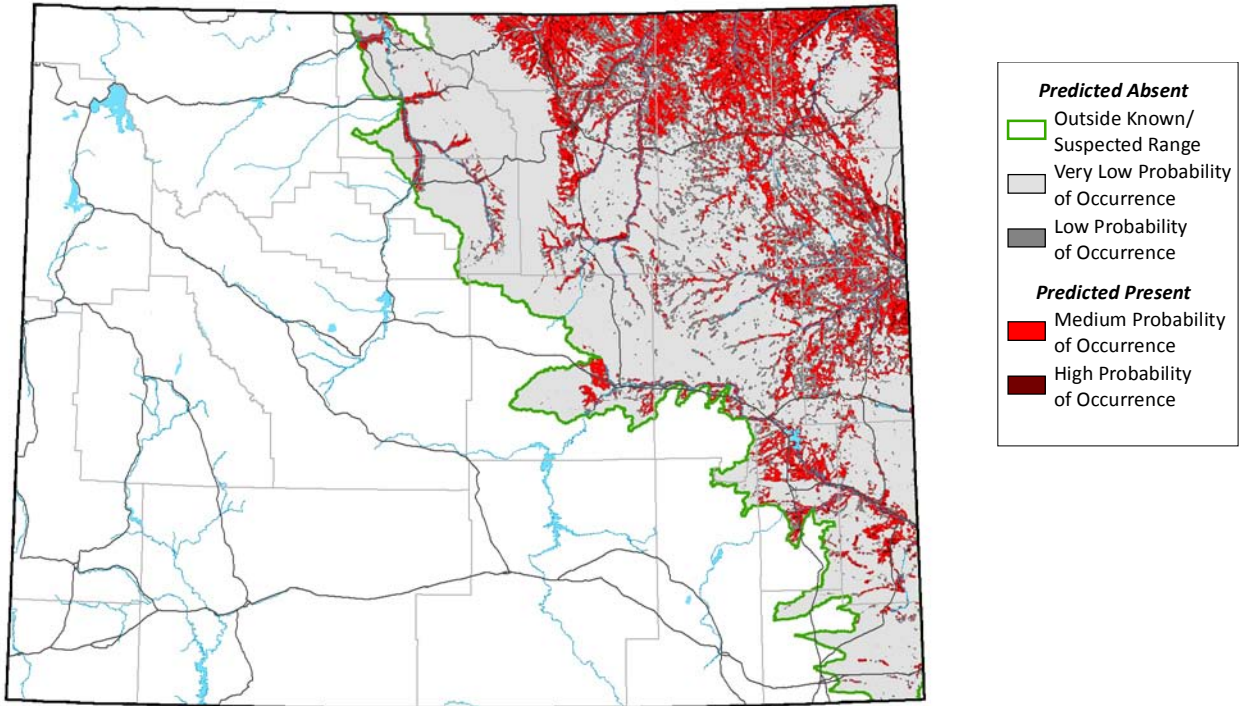 Predicted Absent
Outside Known/
Suspected Range
Very Low Probability
of Occurrence
Low Probability
of Occurrence
Predicted Present
Medium Probability
of Occurrence
High Probability
of Occurrence